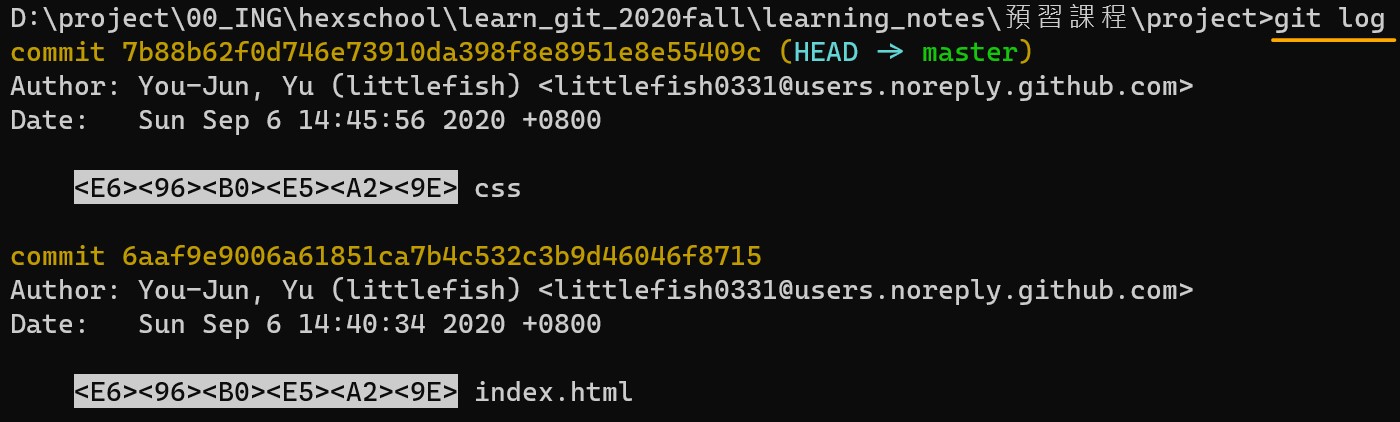 D:\project\00_ING\hexschool\learn_git_2020fall\learning_notes\預習課程\project>git log
commit 7b88b62f0d746e73910da398f8e8951e8e55409c (HEAD -> master)
Author: You-Jun, Yu (littlefish) <littlefish0331@users.noreply.github.com>
Date:   Sun Sep 6 14:45:56 2020 +0800
<E6><96><B0><E5><A2><9E> css
commit 6aaf9e9006a61851ca7b4c532c3b9d46046f8715
Author: You-Jun, Yu (littlefish) <littlefish0331@users.noreply.github.com>
Date:   Sun Sep 6 14:40:34 2020 +0800
<E6><96><B0><E5><A2><9E> index.html